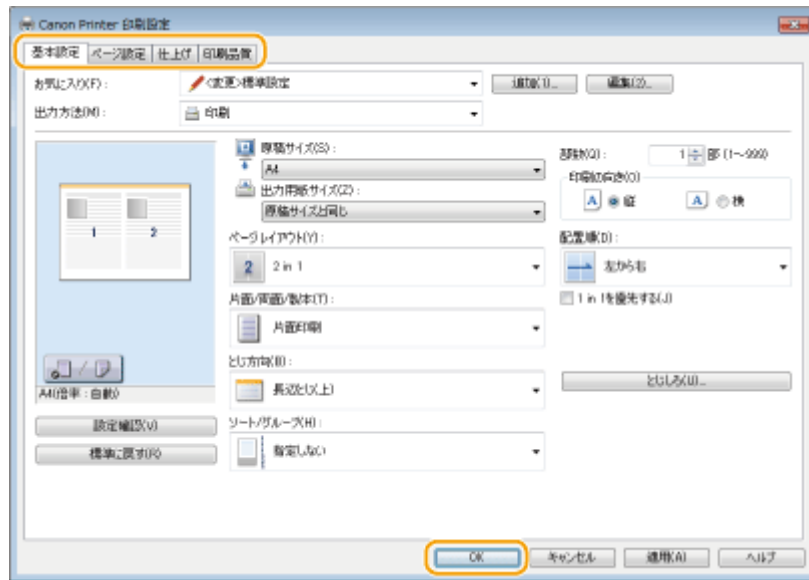 Canon Printer 印刷設定
基本設定 ページ設定 仕上げ 印刷品質
お気に入り(F): <変更>標準設定 追加(1)... 編集(2)...
出力方法(M): 印刷
原稿サイズ(S):
A4
出力用紙サイズ(Z):
原稿サイズと同じ
部数(Q): 1 部 (1～999)
印刷の向き(O)
A 縦 A 横
1 2
ページレイアウト(Y):
2 2 in 1
配置順(D):
左から右
片面/両面/製本(T):
片面印刷
1 in 1を優先する(J)
とじ方向(B):
長辺とじ(上)
とじしろ(U)...
A4(倍率:自動)
設定確認(V)
標準に戻す(R)
ソート/グループ(H):
指定しない
OK キャンセル 適用(A) ヘルプ